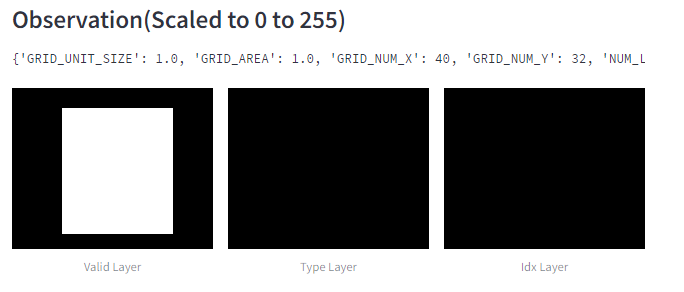 Observation(Scaled to 0 to 255)
{'GRID_UNIT_SIZE': 1.0, 'GRID_AREA': 1.0, 'GRID_NUM_X': 40, 'GRID_NUM_Y': 32, 'NUM_L
Valid Layer
Type Layer
Idx Layer